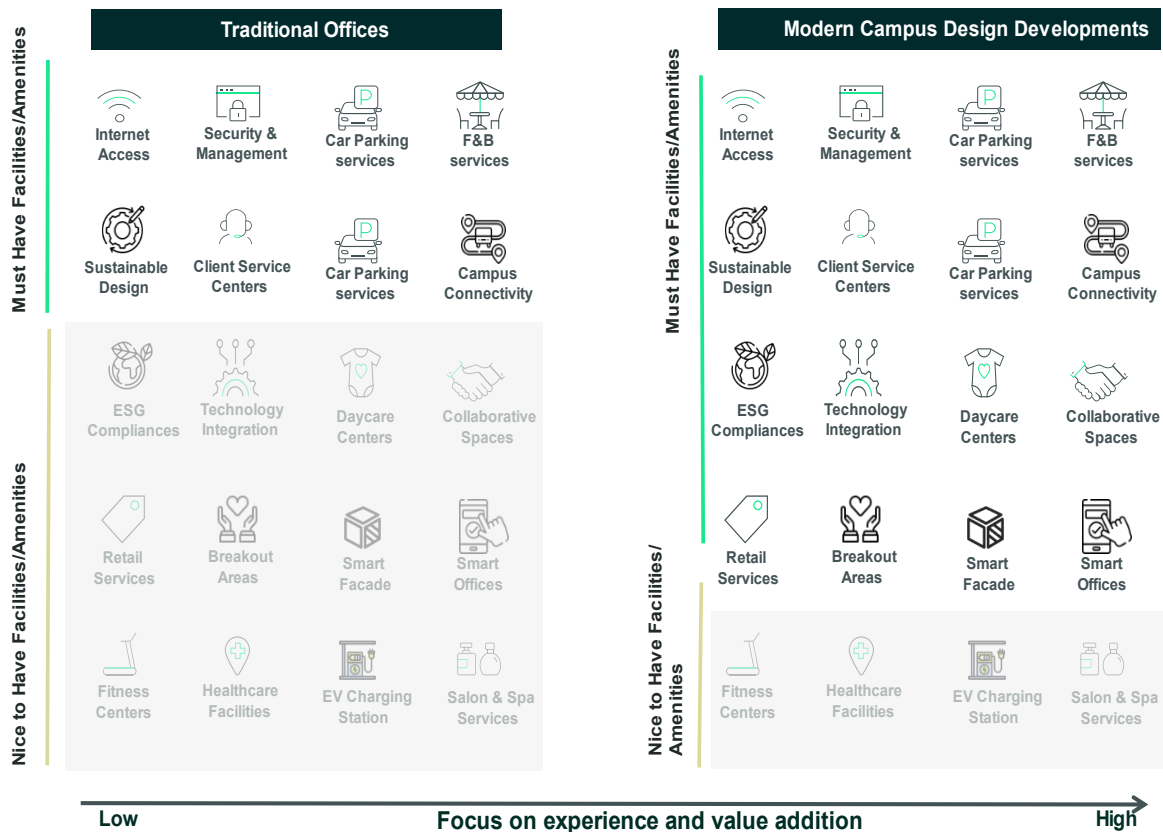 Traditional Offices
Must Have Facilities/Amenities
Internet
Access
Security &
Management
P
Car Parking
services
F&B
services
Sustainable
Design
Client Service
Centers
P
Car Parking
services
Campus
Connectivity
Nice to Have Facilities/Amenities
ESG
Compliances
Technology
Integration
Daycare
Centers
Collaborative
Spaces
Retail
Services
Breakout
Areas
Smart
Facade
Smart
Offices
Fitness
Centers
Healthcare
Facilities
EV Charging
Station
Salon & Spa
Services
Modern Campus Design Developments
Must Have Facilities/Amenities
Internet
Access
Security &
Management
P
Car Parking
services
F&B
services
Sustainable
Design
Client Service
Centers
P
Car Parking
services
Campus
Connectivity
ESG
Compliances
Technology
Integration
Daycare
Centers
Collaborative
Spaces
Retail
Services
Breakout
Areas
Smart
Facade
Smart
Offices
Nice to Have Facilities/
Amenities
Fitness
Centers
Healthcare
Facilities
EV Charging
Station
Salon & Spa
Services
Low
Focus on experience and value addition
High